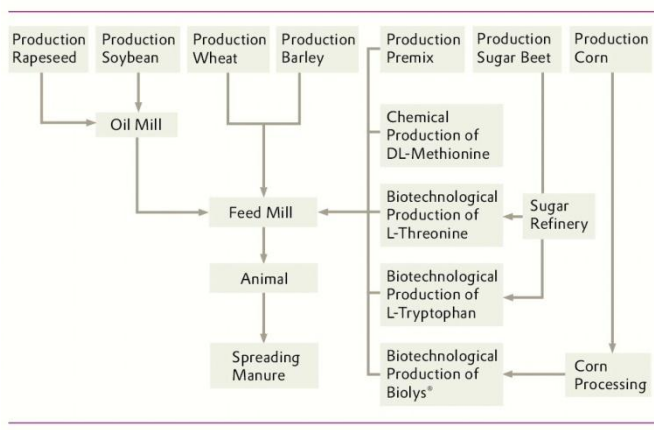 Production
Rapeseed
Production
Soybean
Production
Wheat
Production
Barley
Production
Premix
Production
Sugar Beet
Production
Corn
Oil Mill
Chemical
Production of
DL-Methionine
Feed Mill
Biotechnological
Production of
L-Threonine
Sugar
Refinery
Animal
Biotechnological
Production of
L-Tryptophan
Spreading
Manure
Biotechnological
Production of
Biolys®
Corn
Processing